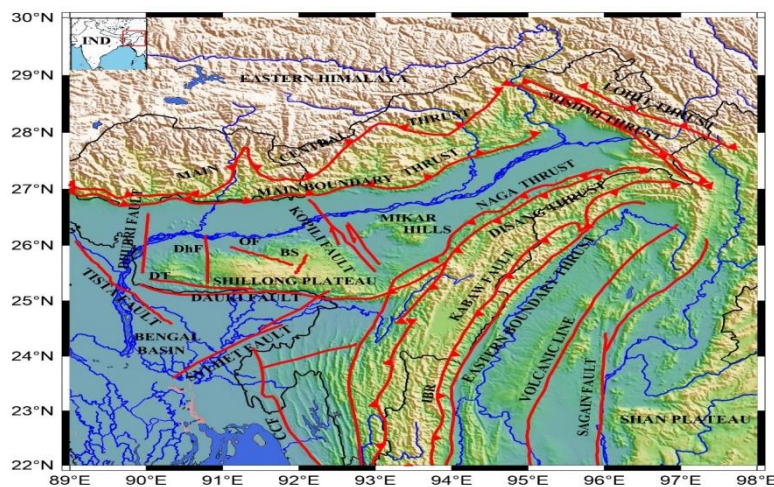 IND
29°N
28°N
27°N
26°N
25°N
24°N
23°N
22°N
EASTERN HIMALAYA
LOHIT THRUST
MISHMI THRUST
MAIN CENTRAL THRUST
MAIN BOUNDARY THRUST
NAGA THRUST
DISANG THRUST
DHUBRI FAULT
KOPILI FAULT
MIKAR
HILLS
DhF
OF
BS
DT
SHILLONG PLATEAU
TISTA FAULT
DAUKI FAULT
KABAW FAULT
EASTERN BOUNDARY THRUST
BENGAL
BASIN
SYLHET FAULT
VOLCANIC LINE
SAGAIN FAULT
IBR
CCF
SHAN PLATEAU
89°E 90°E 91°E 92°E 93°E 94°E 95°E 96°E 97°E 98°E